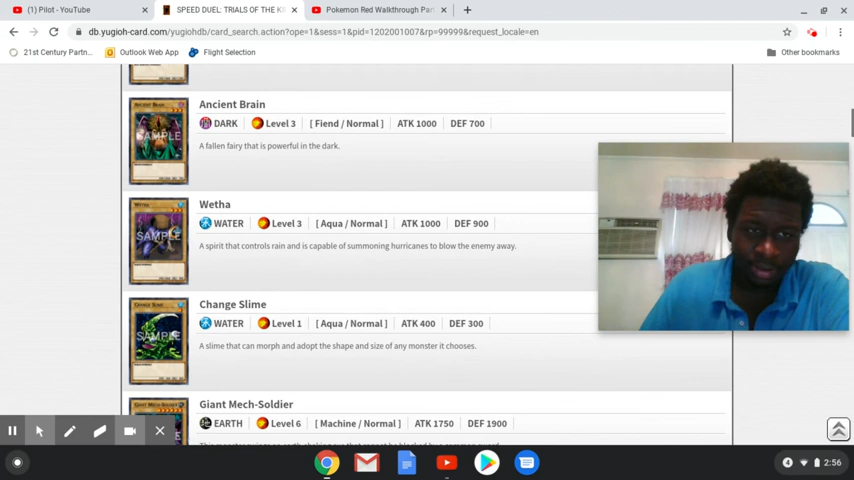 (1) Pilot - YouTube
SPEED DUEL: TRIALS OF THE KI
Pokemon Red Walkthrough Par
db.yugioh-card.com/yugiohdb/card_search.action?ope=1&sess=1&pid=1202001007&rp=99999&request_locale=en
21st Century Partn...
Outlook Web App
Flight Selection
Other bookmarks
Ancient Brain
DARK
Level 3
[ Fiend / Normal ]
ATK 1000
DEF 700
A fallen fairy that is powerful in the dark.
SAMPLE
Wetha
WATER
Level 3
[ Aqua / Normal ]
ATK 1000
DEF 900
A spirit that controls rain and is capable of summoning hurricanes to blow the enemy away.
SAMPLE
Change Slime
WATER
Level 1
[ Aqua / Normal ]
ATK 400
DEF 300
A slime that can morph and adopt the shape and size of any monster it chooses.
SAMPLE
Giant Mech-Soldier
EARTH
Level 6
[ Machine / Normal ]
ATK 1750
DEF 1900
4
2:56